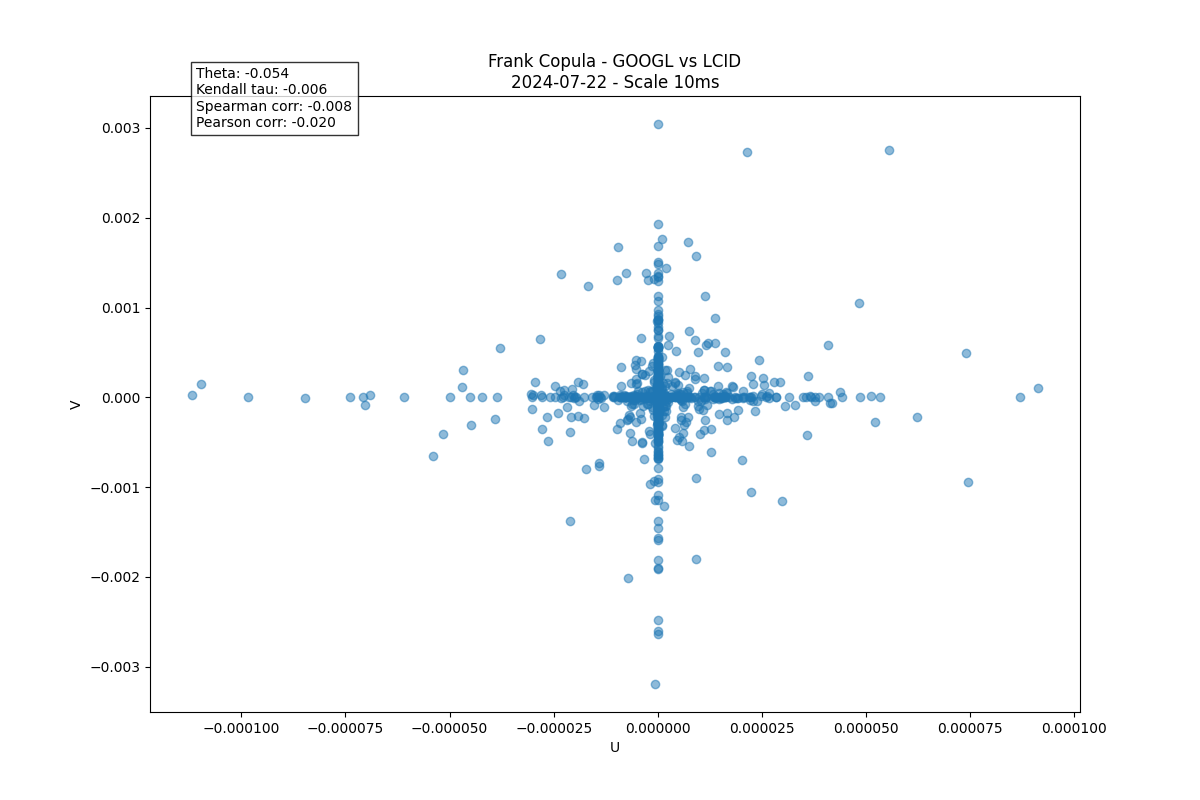 Frank Copula - GOOGL vs LCID
2024-07-22 - Scale 10ms
Theta: -0.054
Kendall tau: -0.006
Spearman corr: -0.008
Pearson corr: -0.020
0.003
0.002
0.001
0.000
−0.001
−0.002
−0.003
V
−0.000100 −0.000075 −0.000050 −0.000025 0.000000 0.000025 0.000050 0.000075 0.000100
U